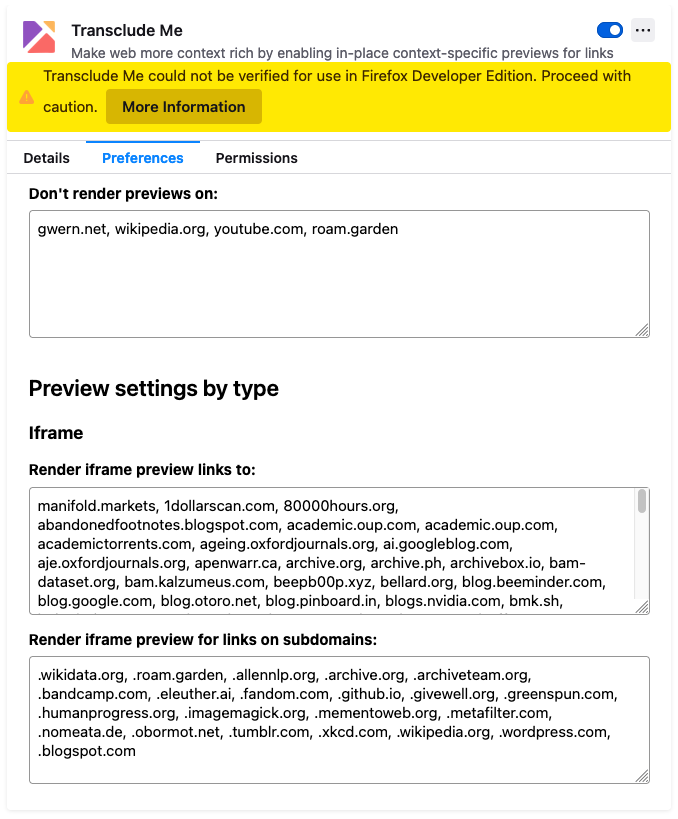 Transclude Me
Make web more context rich by enabling in-place context-specific previews for links
Transclude Me could not be verified for use in Firefox Developer Edition. Proceed with
caution. More Information
Details Preferences Permissions
Don't render previews on:
gwern.net, wikipedia.org, youtube.com, roam.garden
Preview settings by type
Iframe
Render iframe preview links to:
manifold.markets, 1dollarscan.com, 80000hours.org,
abandonedfootnotes.blogspot.com, academic.oup.com, academic.oup.com,
academictorrents.com, ageing.oxfordjournals.org, ai.googleblog.com,
aje.oxfordjournals.org, apenwarr.ca, archive.org, archive.ph, archivebox.io, bam-
dataset.org, bam.kalzumeus.com, beepb00p.xyz, bellard.org, blog.beeminder.com,
blog.google.com, blog.otoro.net, blog.pinboard.in, blogs.nvidia.com, bmk.sh,
Render iframe preview for links on subdomains:
.wikidata.org, .roam.garden, .allennlp.org, .archive.org, .archiveteam.org,
.bandcamp.com, .eleuther.ai, .fandom.com, .github.io, .givewell.org, .greenspun.com,
.humanprogress.org, .imagemagick.org, .mementoweb.org, .metafilter.com,
.nomeata.de, .obormot.net, .tumblr.com, .xkcd.com, .wikipedia.org, .wordpress.com,
.blogspot.com